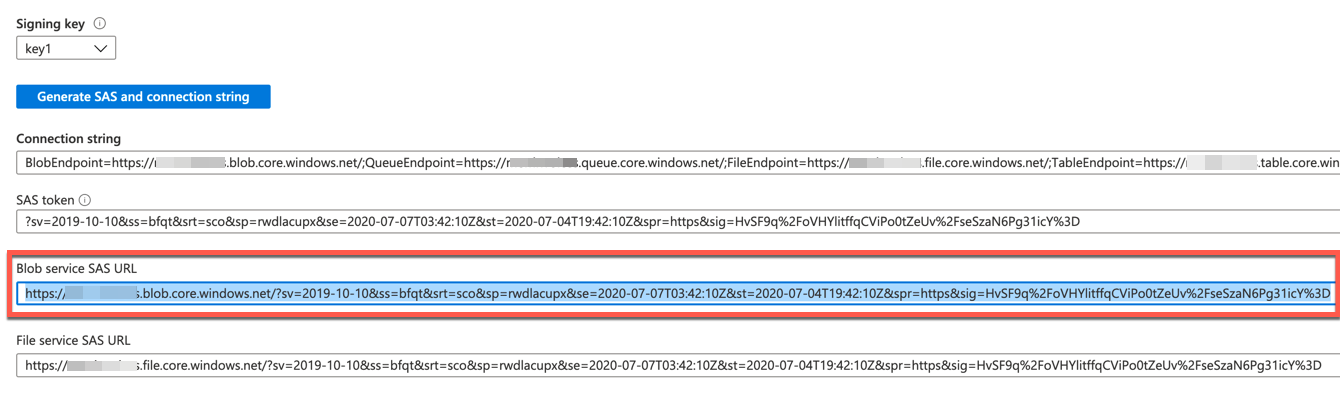 Signing key
key1
Generate SAS and connection string
Connection string
BlobEndpoint=https://r s.blob.core.windows.net/;QueueEndpoint=https://r s.queue.core.windows.net/;FileEndpoint=https:// .file.core.windows.net/;TableEndpoint=https://r .table.core.win
SAS token
?sv=2019-10-10&ss=bfqt&srt=sco&sp=rwdlacupx&se=2020-07-07T03:42:10Z&st=2020-07-04T19:42:10Z&spr=https&sig=HvSF9q%2FoVHYlitffqCViPo0tZeUv%2FseSzaN6Pg31icY%3D
Blob service SAS URL
https:// s.blob.core.windows.net/?sv=2019-10-10&ss=bfqt&srt=sco&sp=rwdlacupx&se=2020-07-07T03:42:10Z&st=2020-07-04T19:42:10Z&spr=https&sig=HvSF9q%2FoVHYlitffqCViPo0tZeUv%2FseSzaN6Pg31icY%3D
File service SAS URL
https:// s.file.core.windows.net/?sv=2019-10-10&ss=bfqt&srt=sco&sp=rwdlacupx&se=2020-07-07T03:42:10Z&st=2020-07-04T19:42:10Z&spr=https&sig=HvSF9q%2FoVHYlitffqCViPo0tZeUv%2FseSzaN6Pg31icY%3D